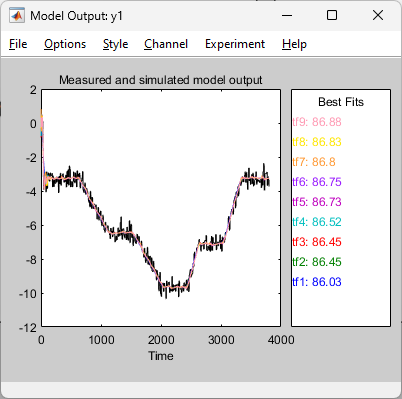 Model Output: y1
File Options Style Channel Experiment Help
Measured and simulated model output
2
0
-2
-4
-6
-8
-10
-12
0 1000 2000 3000 4000
Time
Best Fits
tf9: 86.88
tf8: 86.83
tf7: 86.8
tf6: 86.75
tf5: 86.73
tf4: 86.52
tf3: 86.45
tf2: 86.45
tf1: 86.03